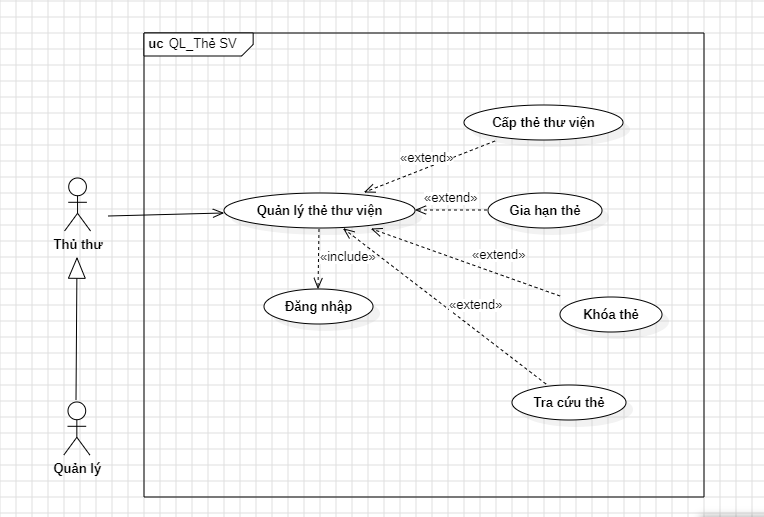 uc QL_Thẻ SV
Cấp thẻ thư viện
«extend»
«extend»
Quản lý thẻ thư viện
Gia hạn thẻ
Thủ thư
«include»
«extend»
Đăng nhập
«extend»
Khóa thẻ
Tra cứu thẻ
Quản lý